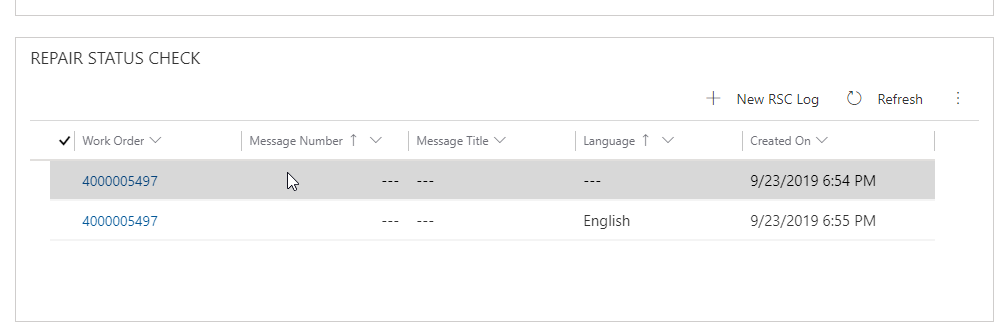 REPAIR STATUS CHECK
New RSC Log Refresh
Work Order Message Number Message Title Language Created On
4000005497 --- --- --- 9/23/2019 6:54 PM
4000005497 --- --- English 9/23/2019 6:55 PM